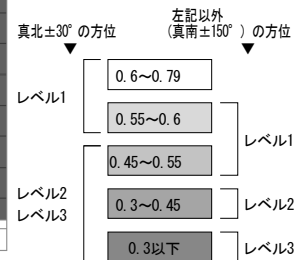 真北±30°の方位
左記以外
(真南±150°)の方位
▼
▼
0.6〜0.79
レベル1
0.55〜0.6
レベル1
0.45〜0.55
レベル2
レベル3
0.3〜0.45
レベル2
0.3以下
レベル3